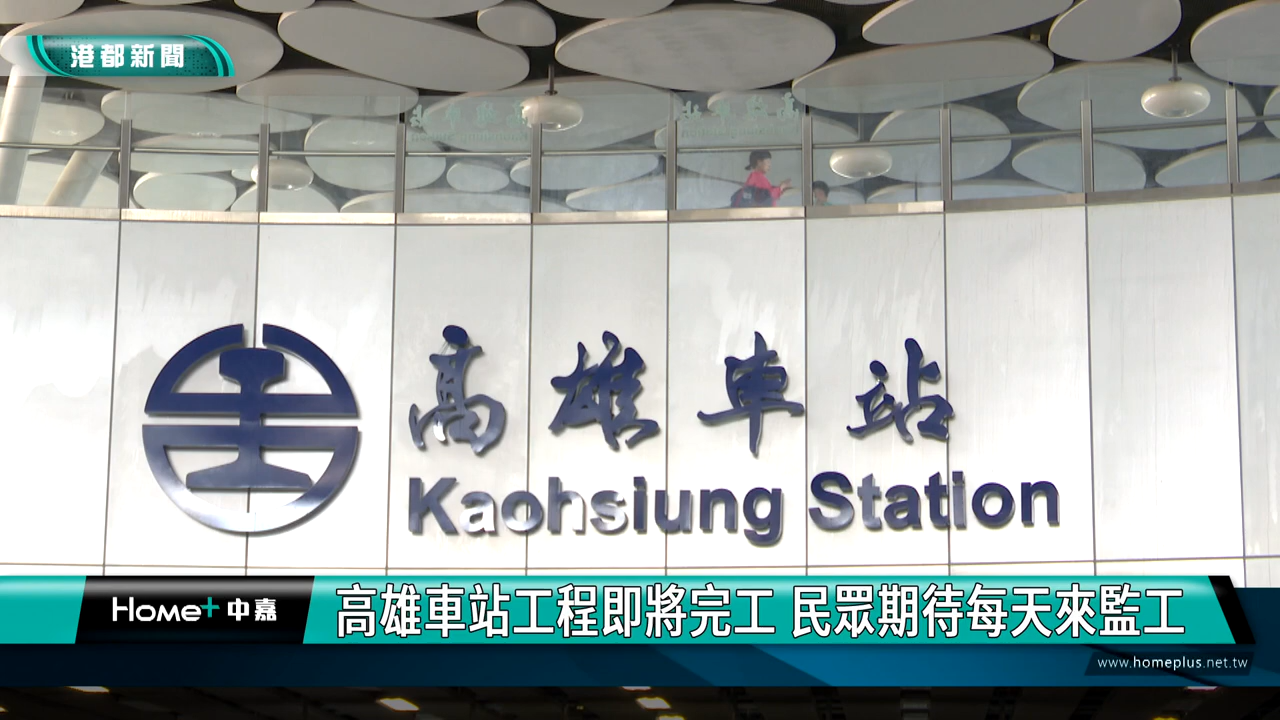 港都新聞
高雄車站
Kaohsiung Station
Home+ 中嘉
高雄車站工程即將完工 民眾期待每天來監工
www.homeplus.net.tw